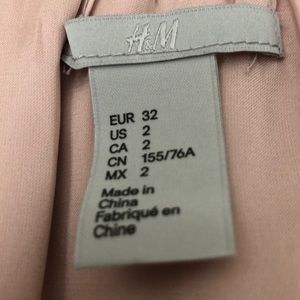 H&M
EUR 32
US 2
CA 2
CN 155/76A
MX 2
Made in
China
Fabriqué en
Chine